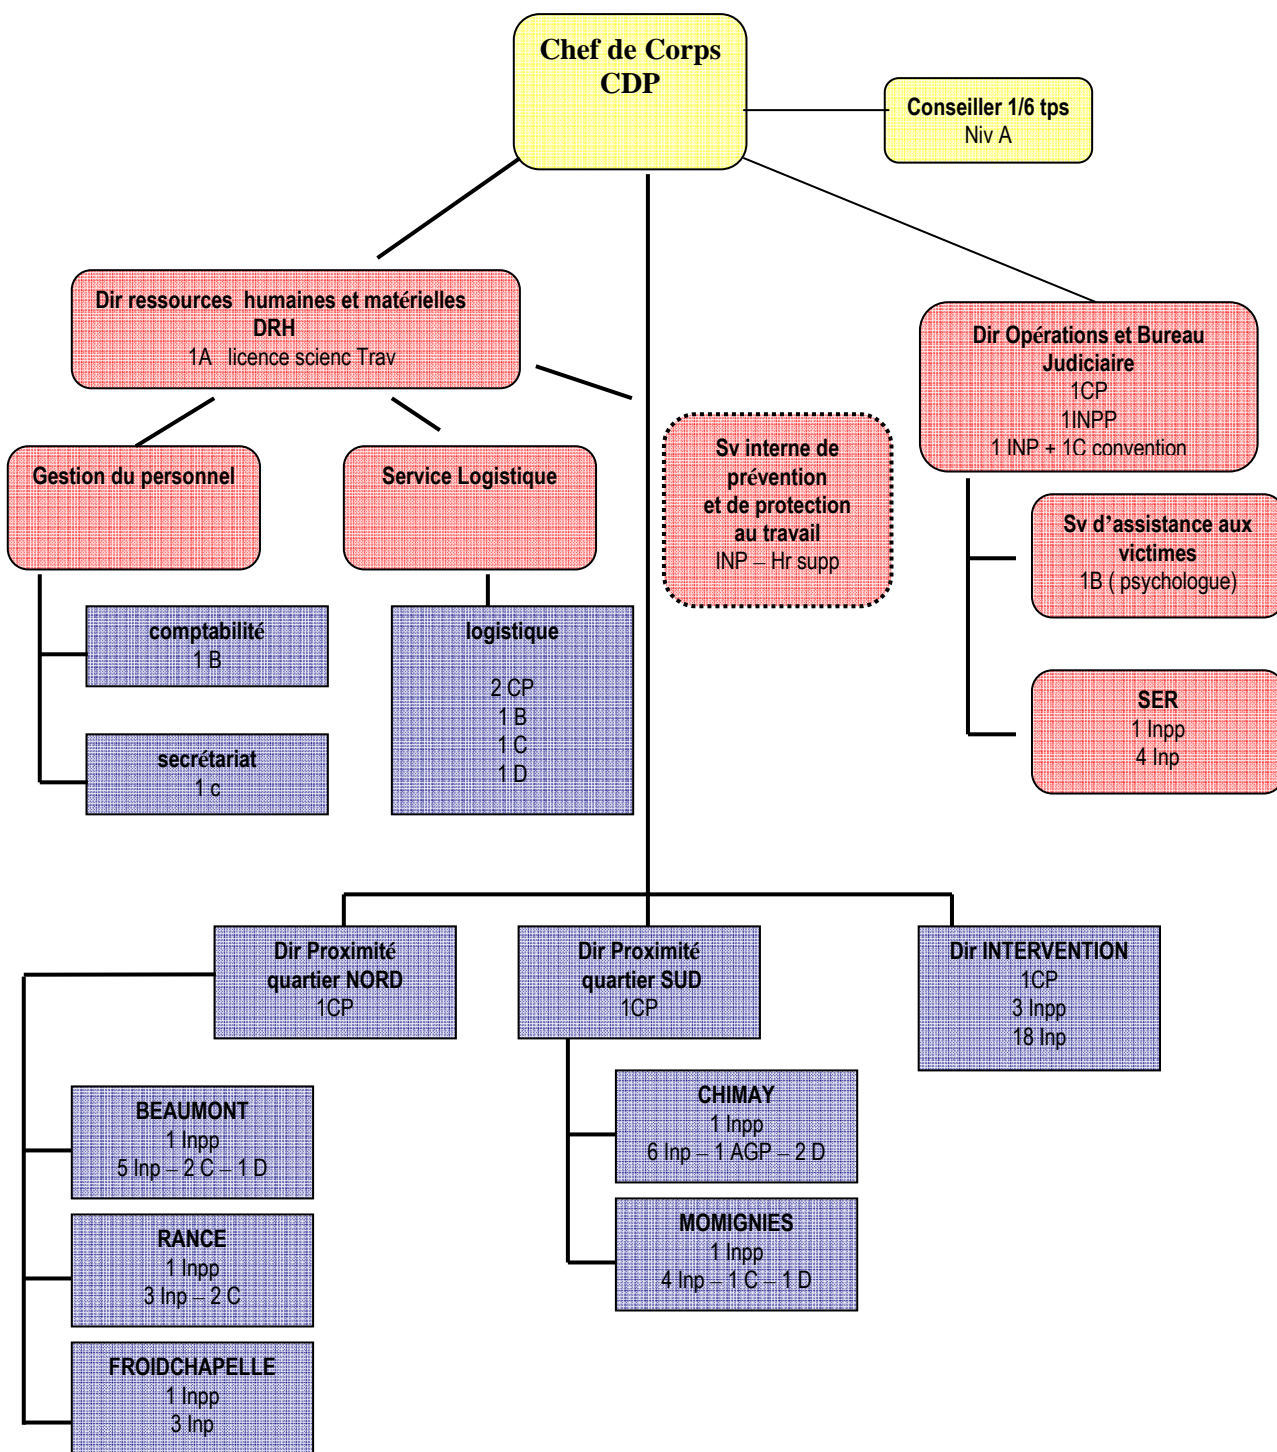 Chef de Corps
CDP
Conseiller 1/6 tps
Niv A
Dir ressources humaines et matérielles
DRH
1A licence scienc Trav
Dir Opérations et Bureau
Judiciaire
1CP
1INPP
1 INP + 1C convention
Gestion du personnel
Service Logistique
Sv interne de
prévention
et de protection
au travail
INP – Hr supp
Sv d’assistance aux
victimes
1B ( psychologue)
comptabilité
1 B
logistique
2 CP
1 B
1 C
1 D
secrétariat
1 c
SER
1 Inpp
4 Inp
Dir Proximité
quartier NORD
1CP
Dir Proximité
quartier SUD
1CP
Dir INTERVENTION
1CP
3 Inpp
18 Inp
BEAUMONT
1 Inpp
5 Inp – 2 C – 1 D
CHIMAY
1 Inpp
6 Inp – 1 AGP – 2 D
RANCE
1 Inpp
3 Inp – 2 C
MOMIGNIES
1 Inpp
4 Inp – 1 C – 1 D
FROIDCHAPELLE
1 Inpp
3 Inp